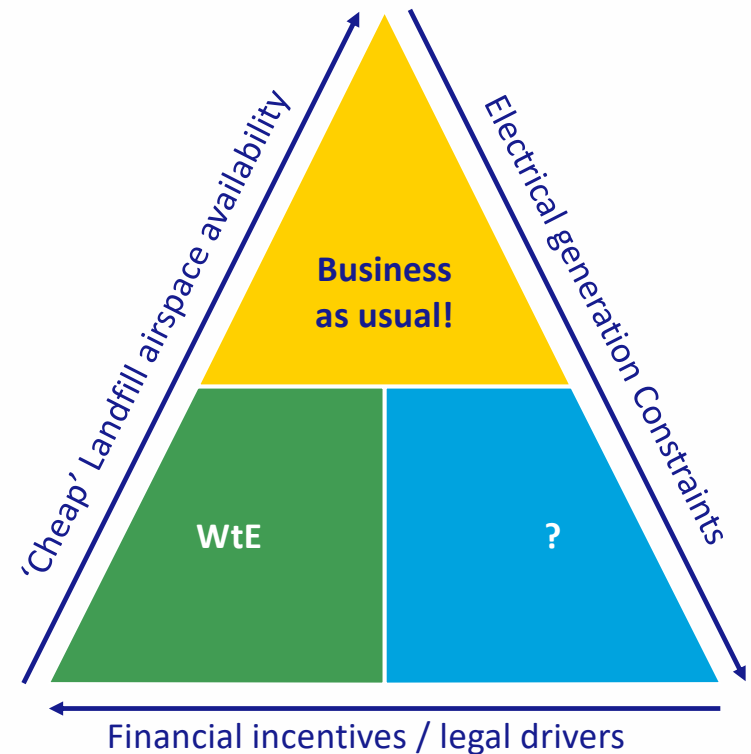 ‘Cheap’ Landfill airspace availability
Electrical generation Constraints
Business
as usual!
WtE
?
Financial incentives / legal drivers